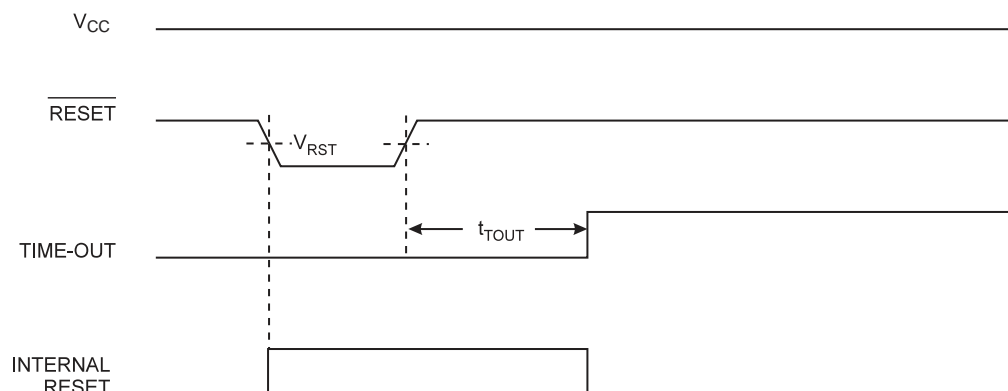 VCC
RESET
VRST
tTOUT
TIME-OUT
INTERNAL
RESET